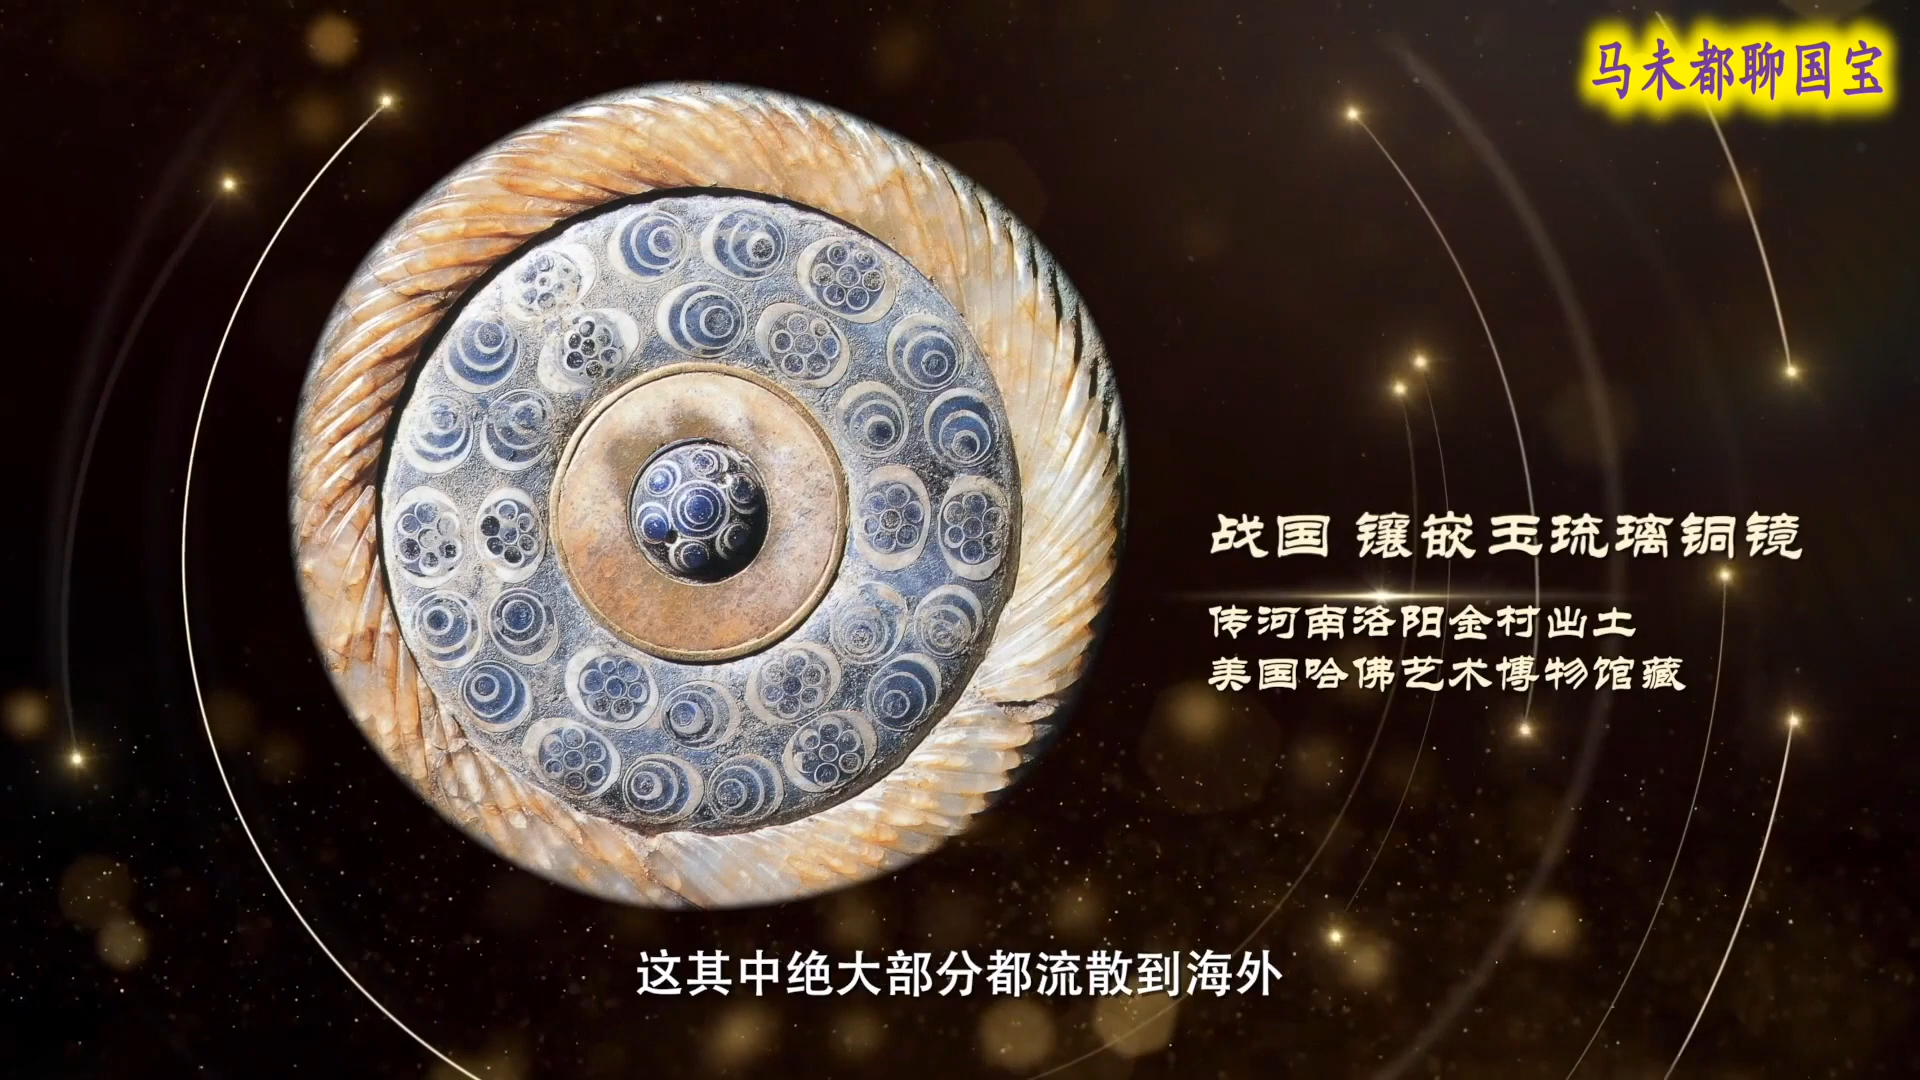 马未都聊国宝
战国 镶嵌玉琉璃铜镜
传河南洛阳金村出土
美国哈佛艺术博物馆藏
这其中绝大部分都流散到海外